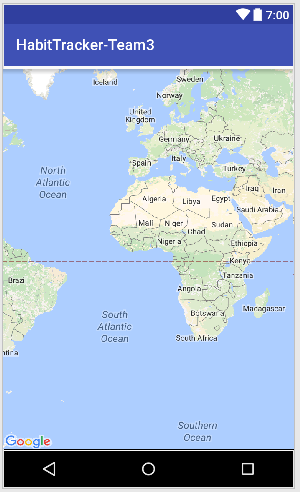 7:00
HabitTracker-Team3
Iceland
Sweden
Norway
United
Kingdom
Germany
Ukraine
Spain
Italy
Turkey
North
Atlantic
Ocean
Iraq
Iran
Algeria
Libya
Egypt
Saudi Arabia
Mali
Niger
Chad
Sudan
Nigeria
Ethiopia
Kenya
Brazi
Tanzania
Angola
South
Atlantic
Ocean
Botswana
Madagascar
South Africa
ntina
Southern
Ocean
Google